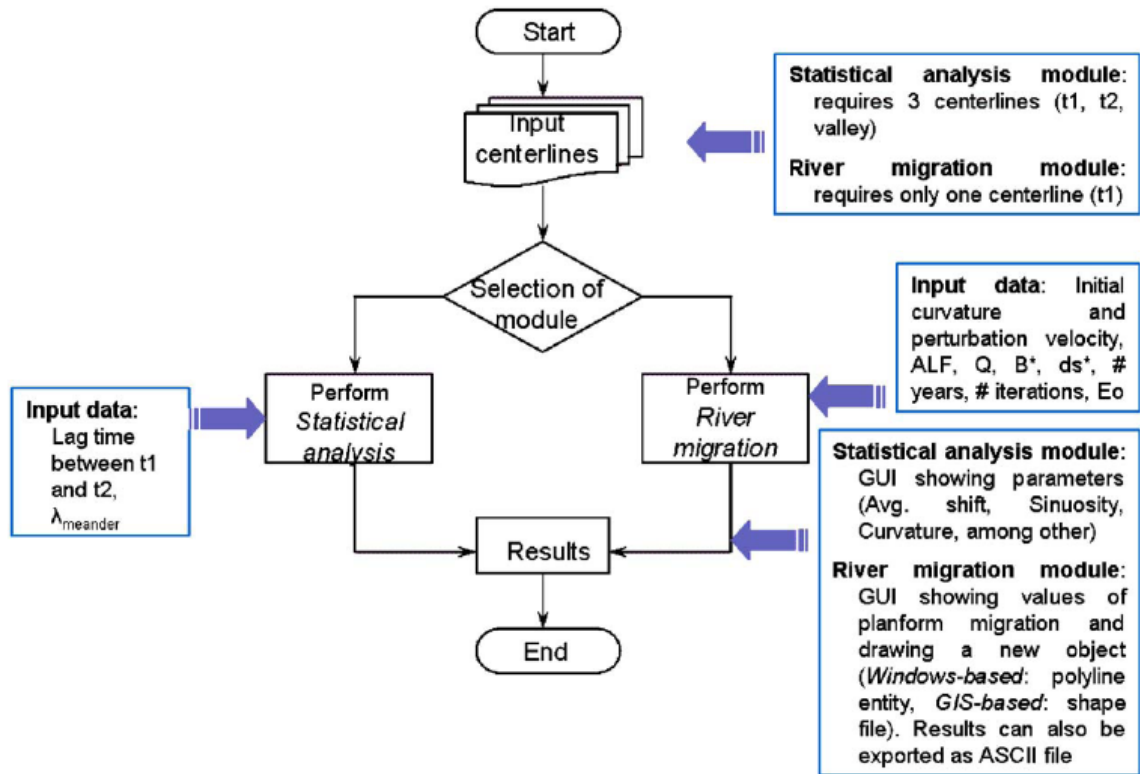 Start
Input
centerlines
Statistical analysis module:
requires 3 centerlines (t1, t2,
valley)
River migration module:
requires only one centerline (t1)
Selection of
module
Input data: Initial
curvature and
perturbation velocity,
ALF, Q, B*, ds*, #
years, # iterations, Eo
Input data:
Lag time
between t1
and t2,
λmeander
Perform
Statistical
analysis
Perform
River
migration
Statistical analysis module:
GUI showing parameters
(Avg. shift, Sinuosity,
Curvature, among other)
River migration module:
GUI showing values of
planform migration and
drawing a new object
(Windows-based: polyline
entity, GIS-based: shape
file). Results can also be
exported as ASCII file
Results
End